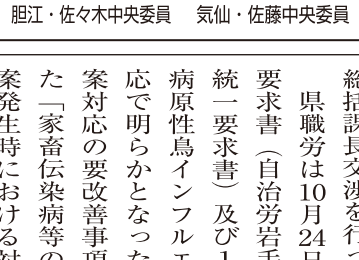 胆江・佐々木中央委員　気仙・佐藤中央委員
総括課長交渉を行っ
県職労は10月24日
要求書（自治労岩手
統一要求書）及び1
病原性鳥インフルエ
応で明らかとなった
案対応の要改善事項
た「家畜伝染病等の
案発生時における対